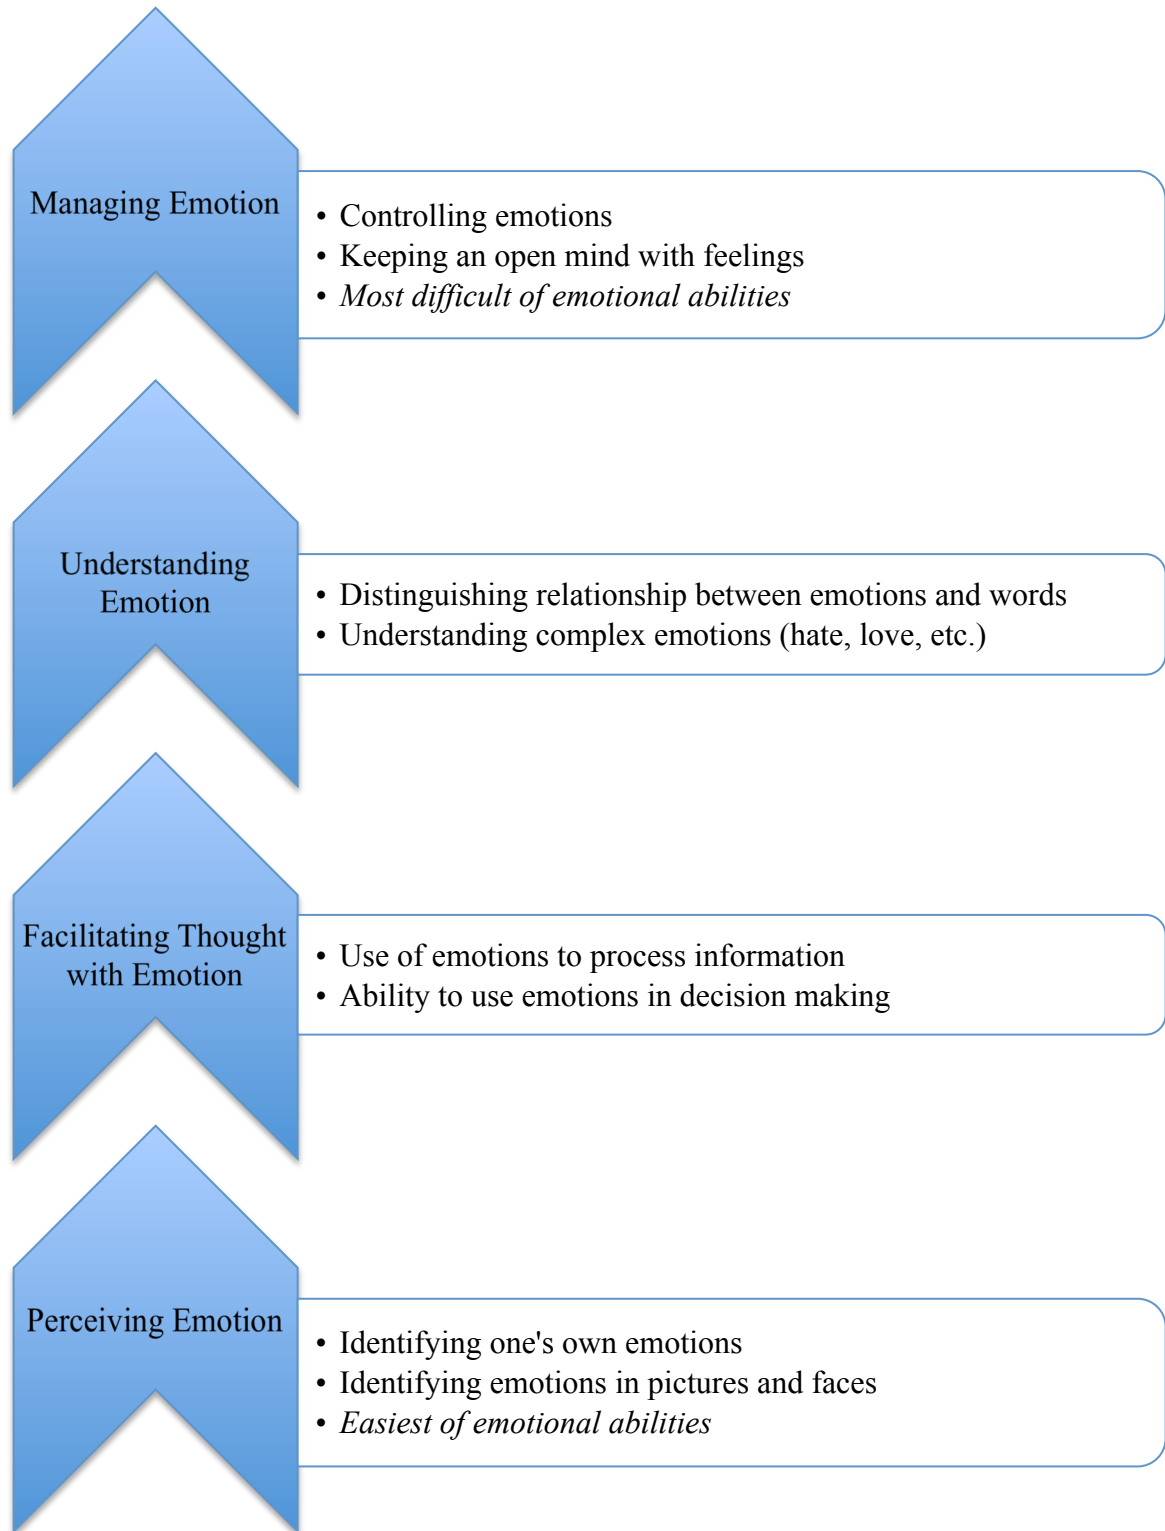 Managing Emotion
• Controlling emotions
• Keeping an open mind with feelings
• Most difficult of emotional abilities
Understanding
Emotion
• Distinguishing relationship between emotions and words
• Understanding complex emotions (hate, love, etc.)
Facilitating Thought
with Emotion
• Use of emotions to process information
• Ability to use emotions in decision making
Perceiving Emotion
• Identifying one's own emotions
• Identifying emotions in pictures and faces
• Easiest of emotional abilities